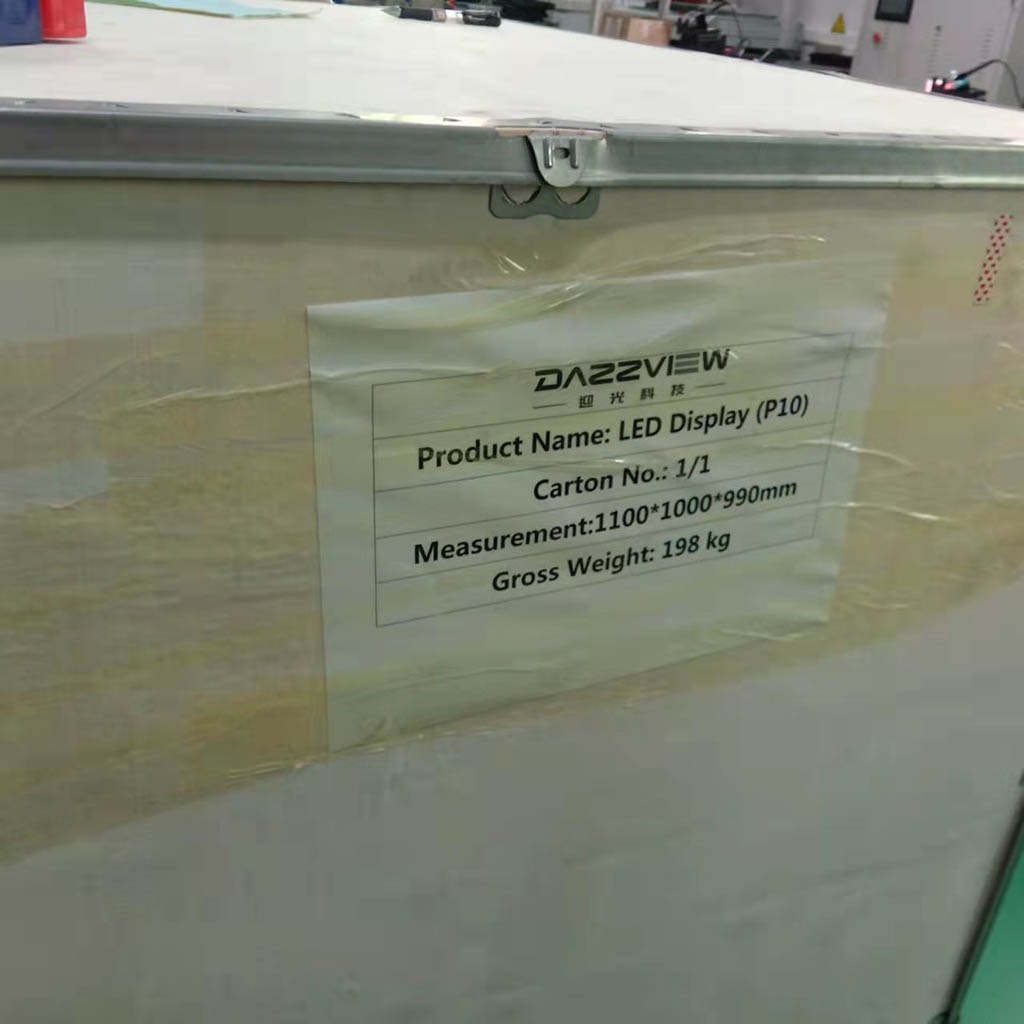 DAZZVIEW
迎光科技
Product Name: LED Display (P10)
Carton No.: 1/1
Measurement:1100*1000*990mm
Gross Weight: 198 kg